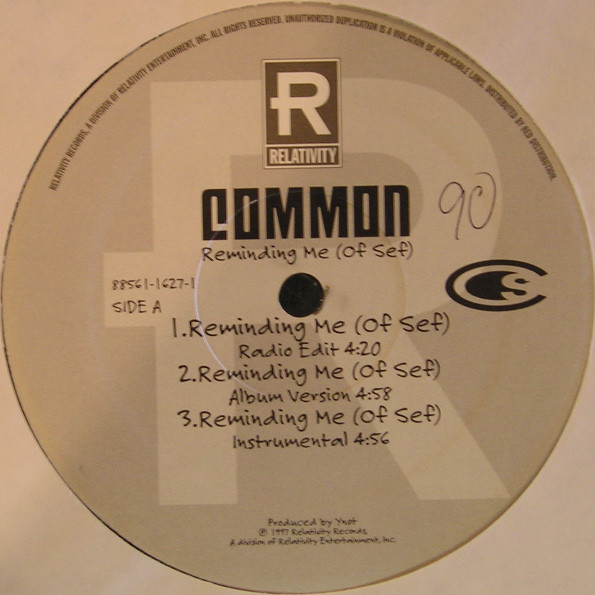 RELATIVITY RECORDS, A DIVISION OF RELATIVITY ENTERTAINMENT, INC. ALL RIGHTS RESERVED. UNAUTHORIZED DUPLICATION IS A VIOLATION OF APPLICABLE LAWS. DISTRIBUTED BY RED DISTRIBUTION.
R
RELATIVITY
COMMON
90
Reminding Me (Of Sef)
88561-1627-1
SIDE A
CS
1.Reminding Me (Of Sef)
Radio Edit 4:20
2.Reminding Me (Of Sef)
Album Version 4:58
3.Reminding Me (Of Sef)
Instrumental 4:56
Produced by Ynot
℗ 1997 Relativity Records
A division of Relativity Entertainment, Inc.